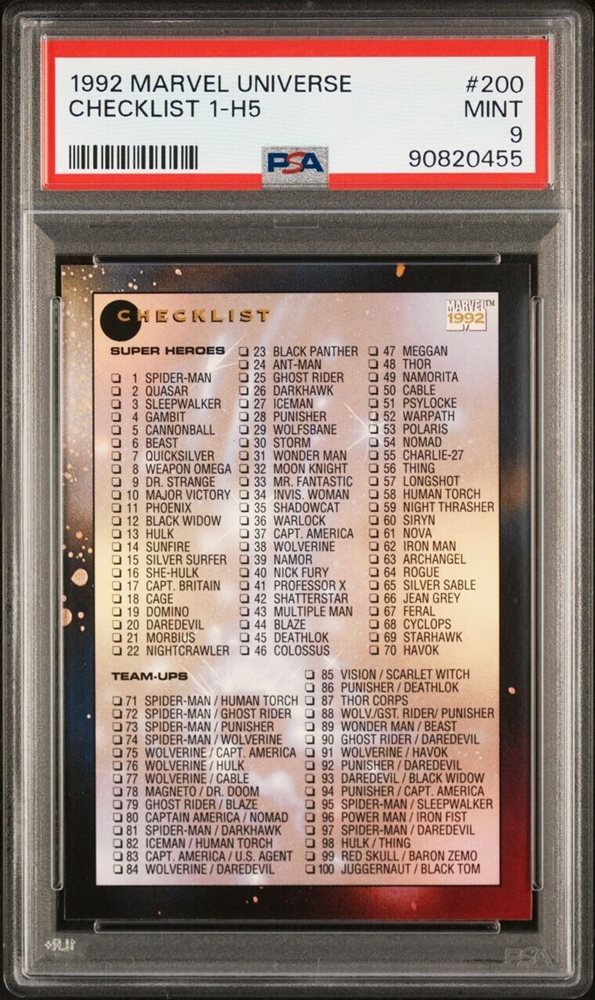 1992 MARVEL UNIVERSE #200
CHECKLIST 1-H5 MINT
9
PSA 90820455
CHECKLIST
MARVEL™
1992
SUPER HEROES
1 SPIDER-MAN
2 QUASAR
3 SLEEPWALKER
4 GAMBIT
5 CANNONBALL
6 BEAST
7 QUICKSILVER
8 WEAPON OMEGA
9 DR. STRANGE
10 MAJOR VICTORY
11 PHOENIX
12 BLACK WIDOW
13 HULK
14 SUNFIRE
15 SILVER SURFER
16 SHE-HULK
17 CAPT. BRITAIN
18 CAGE
19 DOMINO
20 DAREDEVIL
21 MORBIUS
22 NIGHTCRAWLER
23 BLACK PANTHER
24 ANT-MAN
25 GHOST RIDER
26 DARKHAWK
27 ICEMAN
28 PUNISHER
29 WOLFSBANE
30 STORM
31 WONDER MAN
32 MOON KNIGHT
33 MR. FANTASTIC
34 INVIS. WOMAN
35 SHADOWCAT
36 WARLOCK
37 CAPT. AMERICA
38 WOLVERINE
39 NAMOR
40 NICK FURY
41 PROFESSOR X
42 SHATTERSTAR
43 MULTIPLE MAN
44 BLAZE
45 DEATHLOK
46 COLOSSUS
47 MEGGAN
48 THOR
49 NAMORITA
50 CABLE
51 PSYLOCKE
52 WARPATH
53 POLARIS
54 NOMAD
55 CHARLIE-27
56 THING
57 LONGSHOT
58 HUMAN TORCH
59 NIGHT THRASHER
60 SIRYN
61 NOVA
62 IRON MAN
63 ARCHANGEL
64 ROGUE
65 SILVER SABLE
66 JEAN GREY
67 FERAL
68 CYCLOPS
69 STARHAWK
70 HAVOK
TEAM-UPS
71 SPIDER-MAN / HUMAN TORCH
72 SPIDER-MAN / GHOST RIDER
73 SPIDER-MAN / PUNISHER
74 SPIDER-MAN / WOLVERINE
75 WOLVERINE / CAPT. AMERICA
76 WOLVERINE / HULK
77 WOLVERINE / CABLE
78 MAGNETO / DR. DOOM
79 GHOST RIDER / BLAZE
80 CAPTAIN AMERICA / NOMAD
81 SPIDER-MAN / DARKHAWK
82 ICEMAN / HUMAN TORCH
83 CAPT. AMERICA / U.S. AGENT
84 WOLVERINE / DAREDEVIL
85 VISION / SCARLET WITCH
86 PUNISHER / DEATHLOK
87 THOR CORPS
88 WOLV./GST. RIDER/ PUNISHER
89 WONDER MAN / BEAST
90 GHOST RIDER / DAREDEVIL
91 WOLVERINE / HAVOK
92 PUNISHER / DAREDEVIL
93 DAREDEVIL / BLACK WIDOW
94 PUNISHER / CAPT. AMERICA
95 SPIDER-MAN / SLEEPWALKER
96 POWER MAN / IRON FIST
97 SPIDER-MAN / DAREDEVIL
98 HULK / THING
99 RED SKULL / BARON ZEMO
100 JUGGERNAUT / BLACK TOM
PSA